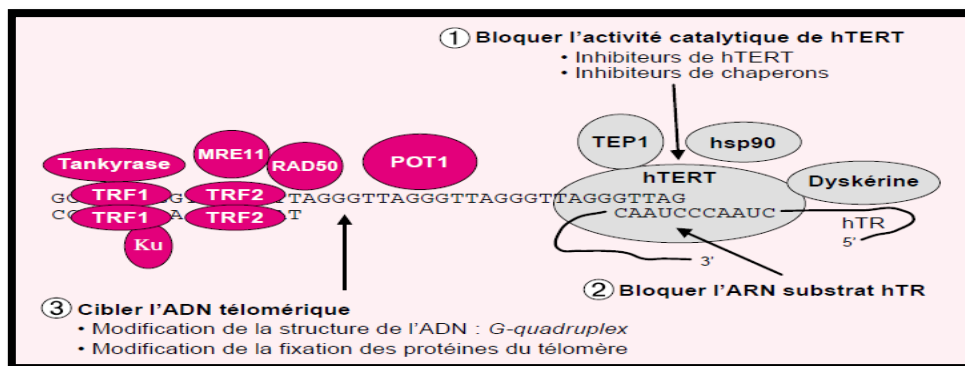 ① Bloquer l'activité catalytique de hTERT
• Inhibiteurs de hTERT
• Inhibiteurs de chaperons
TEP1
hsp90
MRE11
Tankyrase
RAD50
POT1
hTERT
Dyskérine
TRF1
TRF2
TAGGGTTAGGGTTAGGGTTAGGGTTAG
TRF1
TRF2
CAAUCCCAAUC
hTR
5'
Ku
3'
② Bloquer l'ARN substrat hTR
③ Cibler l'ADN télomérique
• Modification de la structure de l'ADN : G-quadruplex
• Modification de la fixation des protéines du télomère